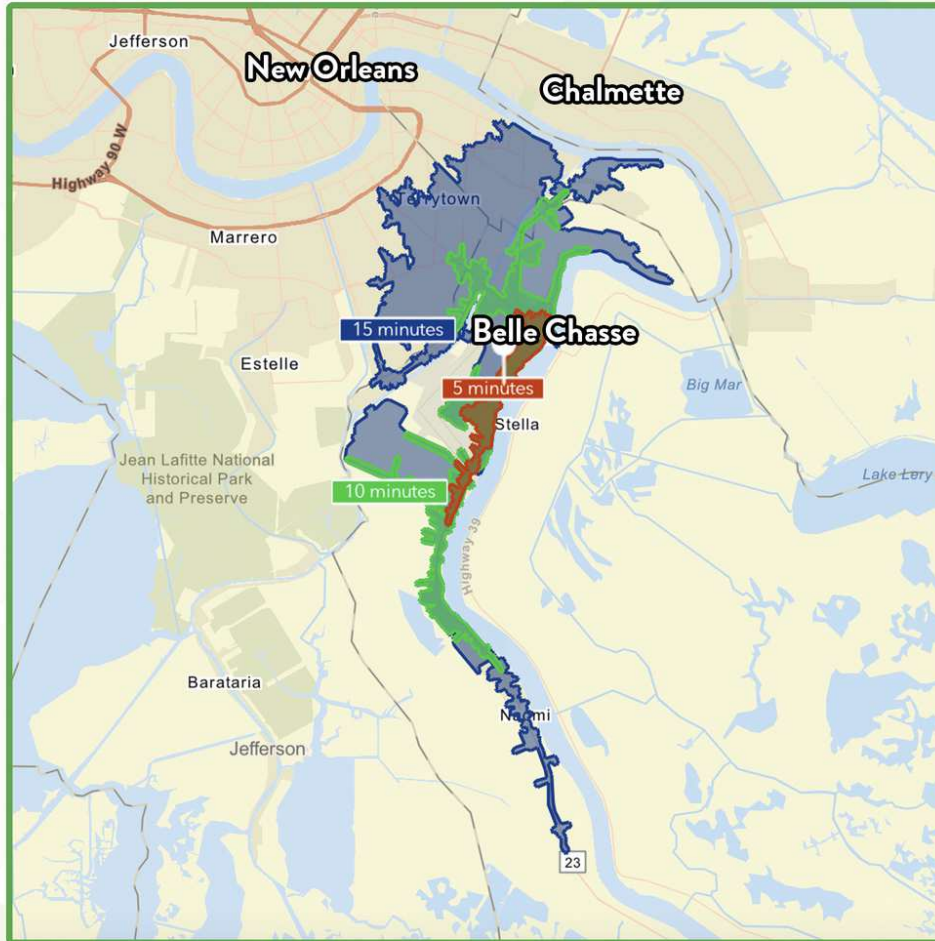 Jefferson
New Orleans
Chalmette
Highway 90 W
Terrytown
Marrero
15 minutes
Belle Chasse
Estelle
5 minutes
Big Mar
Stella
Jean Lafitte National
Historical Park
and Preserve
Lake Lery
10 minutes
Highway 39
Barataria
Naomi
Jefferson
23